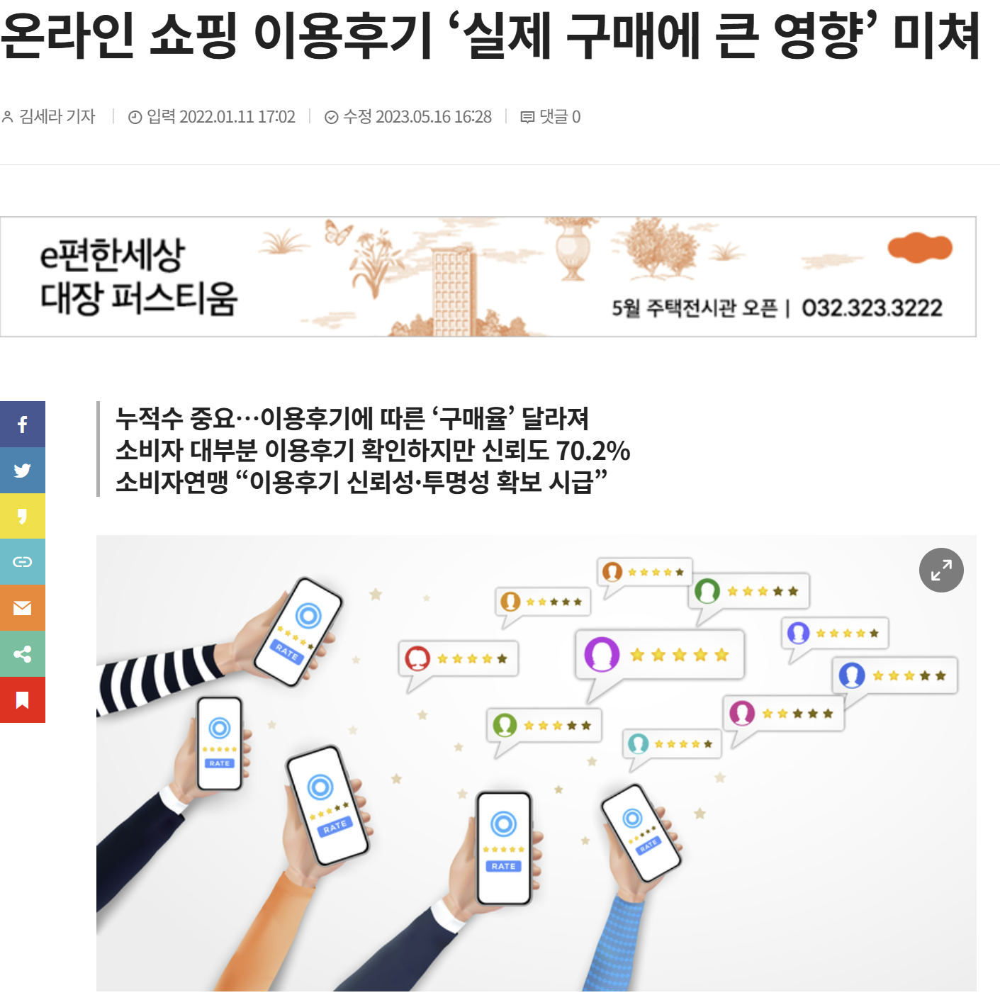 온라인 쇼핑 이용후기 ‘실제 구매에 큰 영향’ 미쳐
김세라 기자 입력 2022.01.11 17:02 수정 2023.05.16 16:28 댓글 0
e편한세상
대장 퍼스티움
5월 주택전시관 오픈 | 032.323.3222
누적수 중요…이용후기에 따른 ‘구매율’ 달라져
소비자 대부분 이용후기 확인하지만 신뢰도 70.2%
소비자연맹 “이용후기 신뢰성·투명성 확보 시급”
RATE
RATE
RATE
RATE
RATE